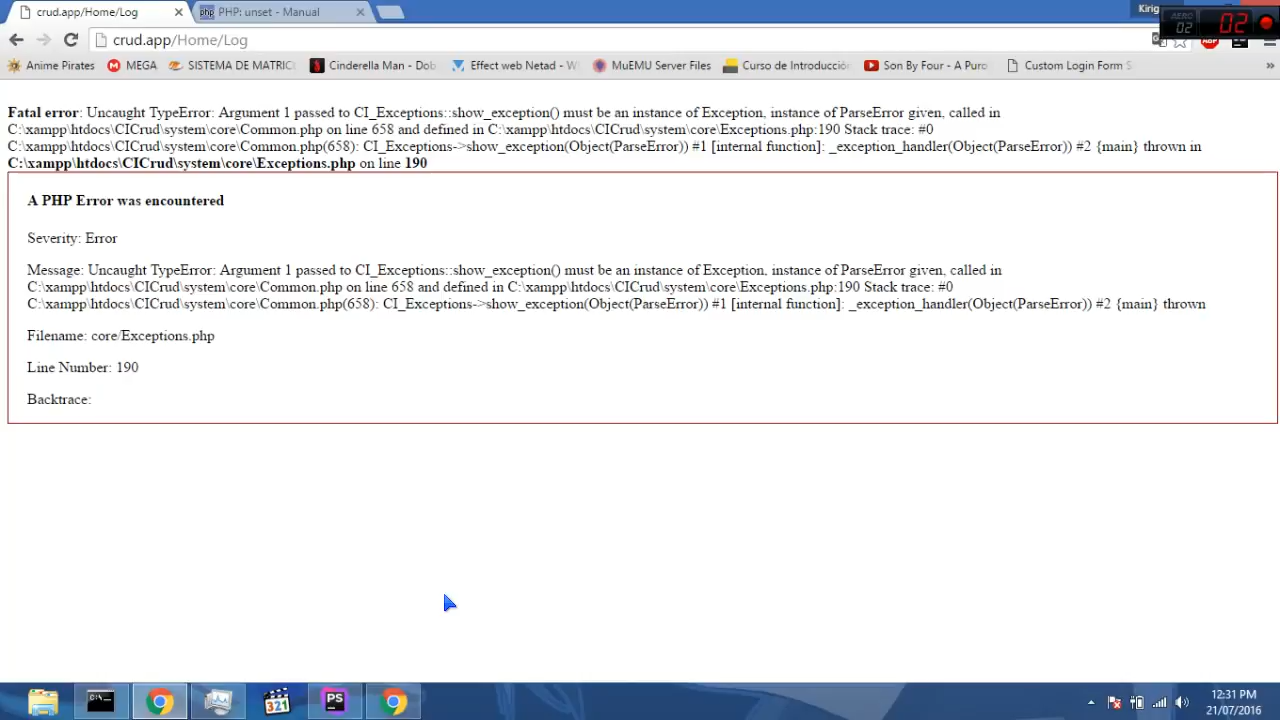 crud.app/Home/Log
PHP: unset - Manual
Kirig
crud.app/Home/Log
AERO
02
02
ABP
Anime Pirates
MEGA
SISTEMA DE MATRIC
Cinderella Man - Dob
Effect web Netad - W
MuEMU Server Files
Curso de Introducción
Son By Four - A Puro
Custom Login Form S
»
Fatal error: Uncaught TypeError: Argument 1 passed to CI_Exceptions::show_exception() must be an instance of Exception, instance of ParseError given, called in
C:\xampp\htdocs\CICrud\system\core\Common.php on line 658 and defined in C:\xampp\htdocs\CICrud\system\core\Exceptions.php:190 Stack trace: #0
C:\xampp\htdocs\CICrud\system\core\Common.php(658): CI_Exceptions->show_exception(Object(ParseError)) #1 [internal function]: _exception_handler(Object(ParseError)) #2 {main} thrown in
C:\xampp\htdocs\CICrud\system\core\Exceptions.php on line 190
A PHP Error was encountered
Severity: Error
Message: Uncaught TypeError: Argument 1 passed to CI_Exceptions::show_exception() must be an instance of Exception, instance of ParseError given, called in
C:\xampp\htdocs\CICrud\system\core\Common.php on line 658 and defined in C:\xampp\htdocs\CICrud\system\core\Exceptions.php:190 Stack trace: #0
C:\xampp\htdocs\CICrud\system\core\Common.php(658): CI_Exceptions->show_exception(Object(ParseError)) #1 [internal function]: _exception_handler(Object(ParseError)) #2 {main} thrown
Filename: core/Exceptions.php
Line Number: 190
Backtrace:
C:\_
321
PS
12:31 PM
21/07/2016